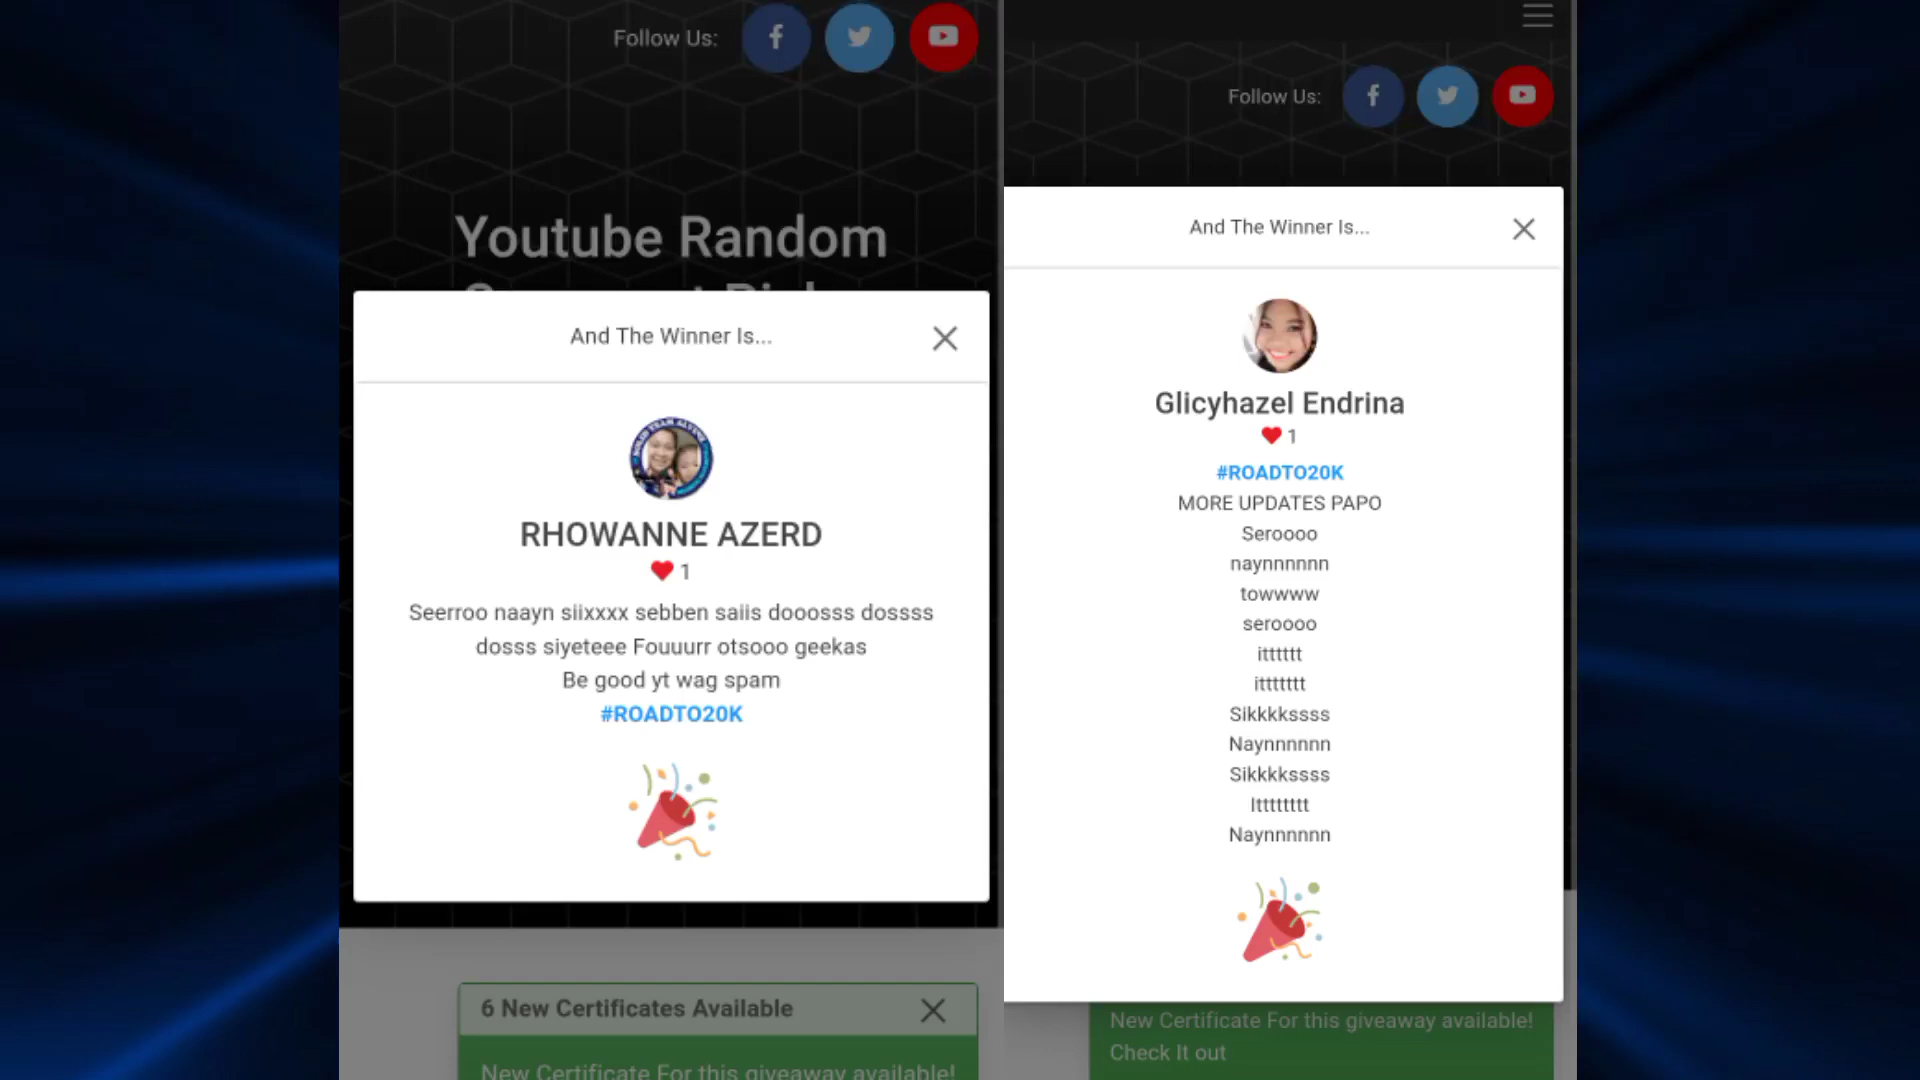 Follow Us:
Youtube Random
And The Winner Is...
RHOWANNE AZERD
1
Seerroo naayn siixxxx sebben saiis dooosss dossss
dosss siyeteee Fouuurr otsooo geekas
Be good yt wag spam
#ROADTO20K
6 New Certificates Available
New Certificate For this giveaway available!
Follow Us:
And The Winner Is...
Glicyhazel Endrina
1
#ROADTO20K
MORE UPDATES PAPO
Seroooo
naynnnnnn
towwww
seroooo
itttttt
ittttttt
Sikkkkssss
Naynnnnnn
Sikkkkssss
Itttttttt
Naynnnnnn
New Certificate For this giveaway available!
Check It out